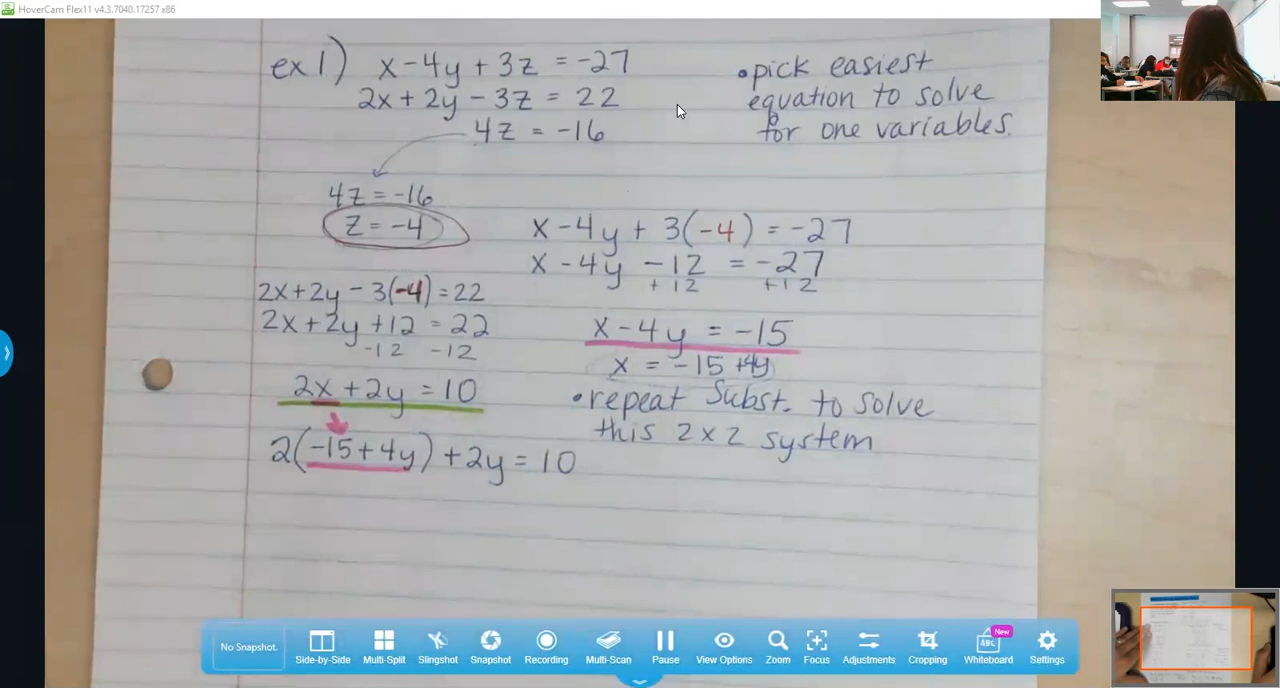 HoverCam Flex11 v4.3.7040.17257 x86
ex 1) x - 4y + 3z = -27
2x + 2y - 3z = 22
4z = -16
• pick easiest
equation to solve
for one variables.
4z = -16
z = -4
x - 4y + 3(-4) = -27
x - 4y - 12 = -27
+12 +12
2x + 2y - 3(-4) = 22
2x + 2y + 12 = 22
-12 -12
x - 4y = -15
x = -15 + 4y
2x + 2y = 10
• repeat Subst. to solve
this 2x2 system
2(-15 + 4y) + 2y = 10
No Snapshot.
Side-by-Side
Multi-Split
Slingshot
Snapshot
Recording
Multi-Scan
Pause
View Options
Zoom
Focus
Adjustments
Cropping
ABC
New
Whiteboard
Settings